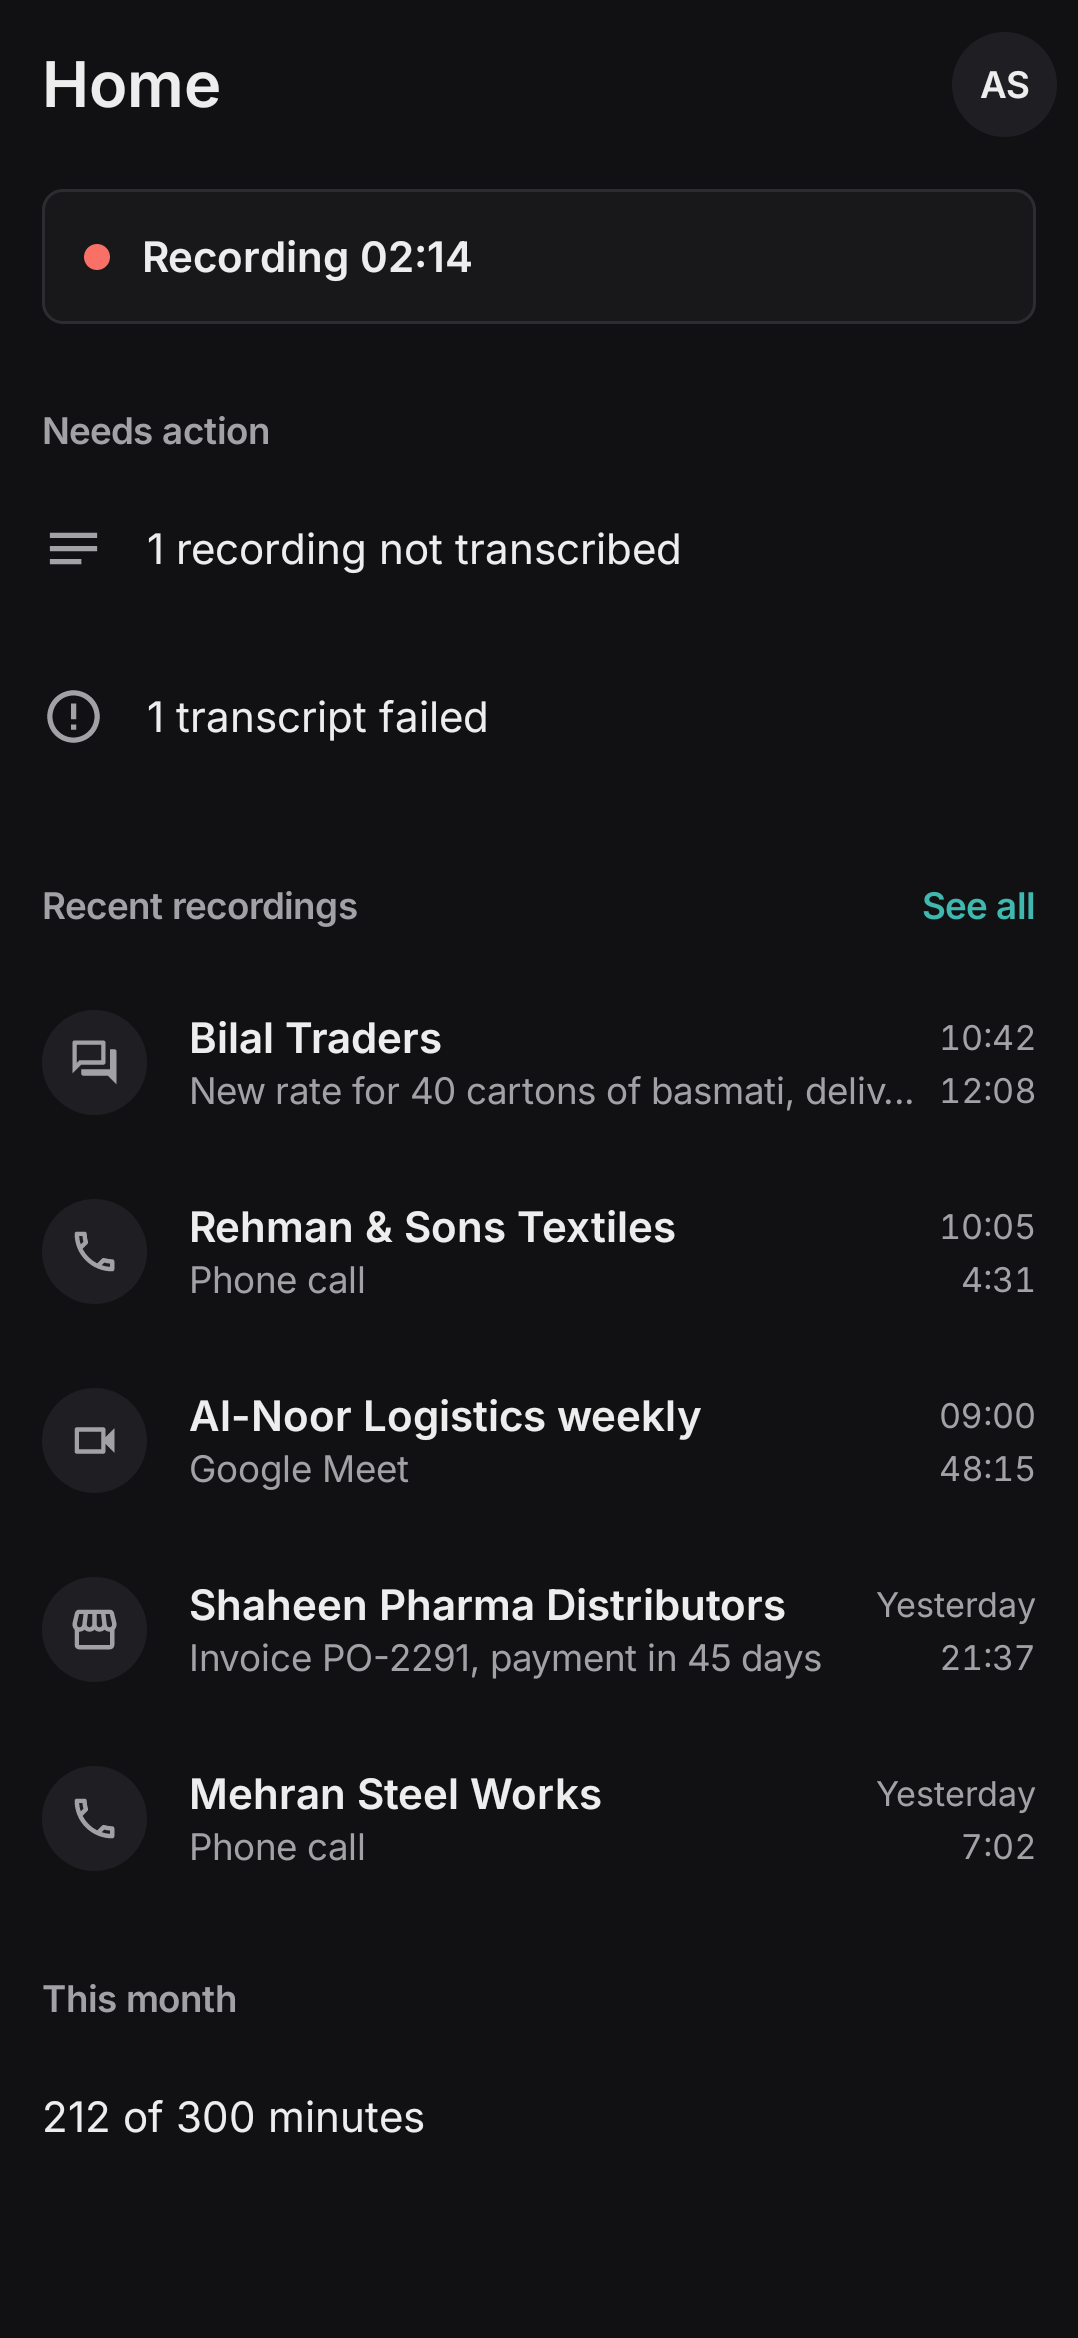 Home
AS
Recording 02:14
Needs action
1 recording not transcribed
1 transcript failed
Recent recordings
See all
Bilal Traders
10:42
New rate for 40 cartons of basmati, deliv...
12:08
Rehman & Sons Textiles
10:05
Phone call
4:31
Al-Noor Logistics weekly
09:00
Google Meet
48:15
Shaheen Pharma Distributors
Yesterday
Invoice PO-2291, payment in 45 days
21:37
Mehran Steel Works
Yesterday
Phone call
7:02
This month
212 of 300 minutes